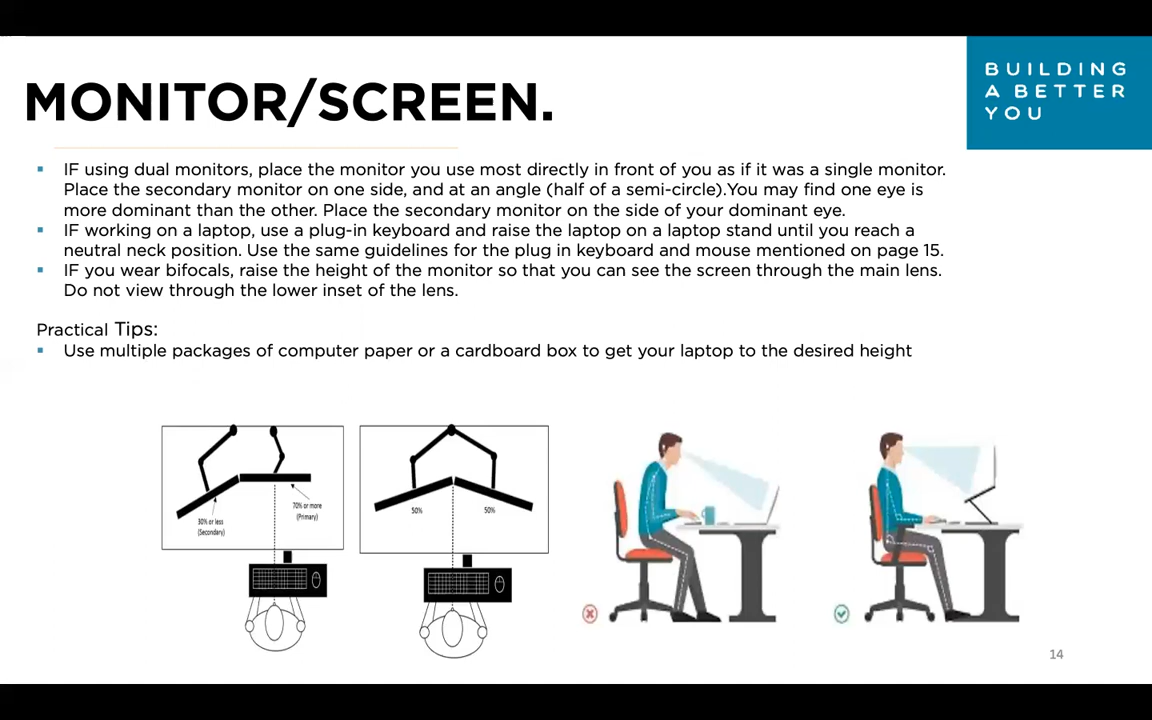 MONITOR/SCREEN.
BUILDING
A BETTER
YOU
▪ IF using dual monitors, place the monitor you use most directly in front of you as if it was a single monitor.
Place the secondary monitor on one side, and at an angle (half of a semi-circle).You may find one eye is
more dominant than the other. Place the secondary monitor on the side of your dominant eye.
▪ IF working on a laptop, use a plug-in keyboard and raise the laptop on a laptop stand until you reach a
neutral neck position. Use the same guidelines for the plug in keyboard and mouse mentioned on page 15.
▪ IF you wear bifocals, raise the height of the monitor so that you can see the screen through the main lens.
Do not view through the lower inset of the lens.
Practical Tips:
▪ Use multiple packages of computer paper or a cardboard box to get your laptop to the desired height
30% or less
(Secondary)
70% or more
(Primary)
50%
50%
14